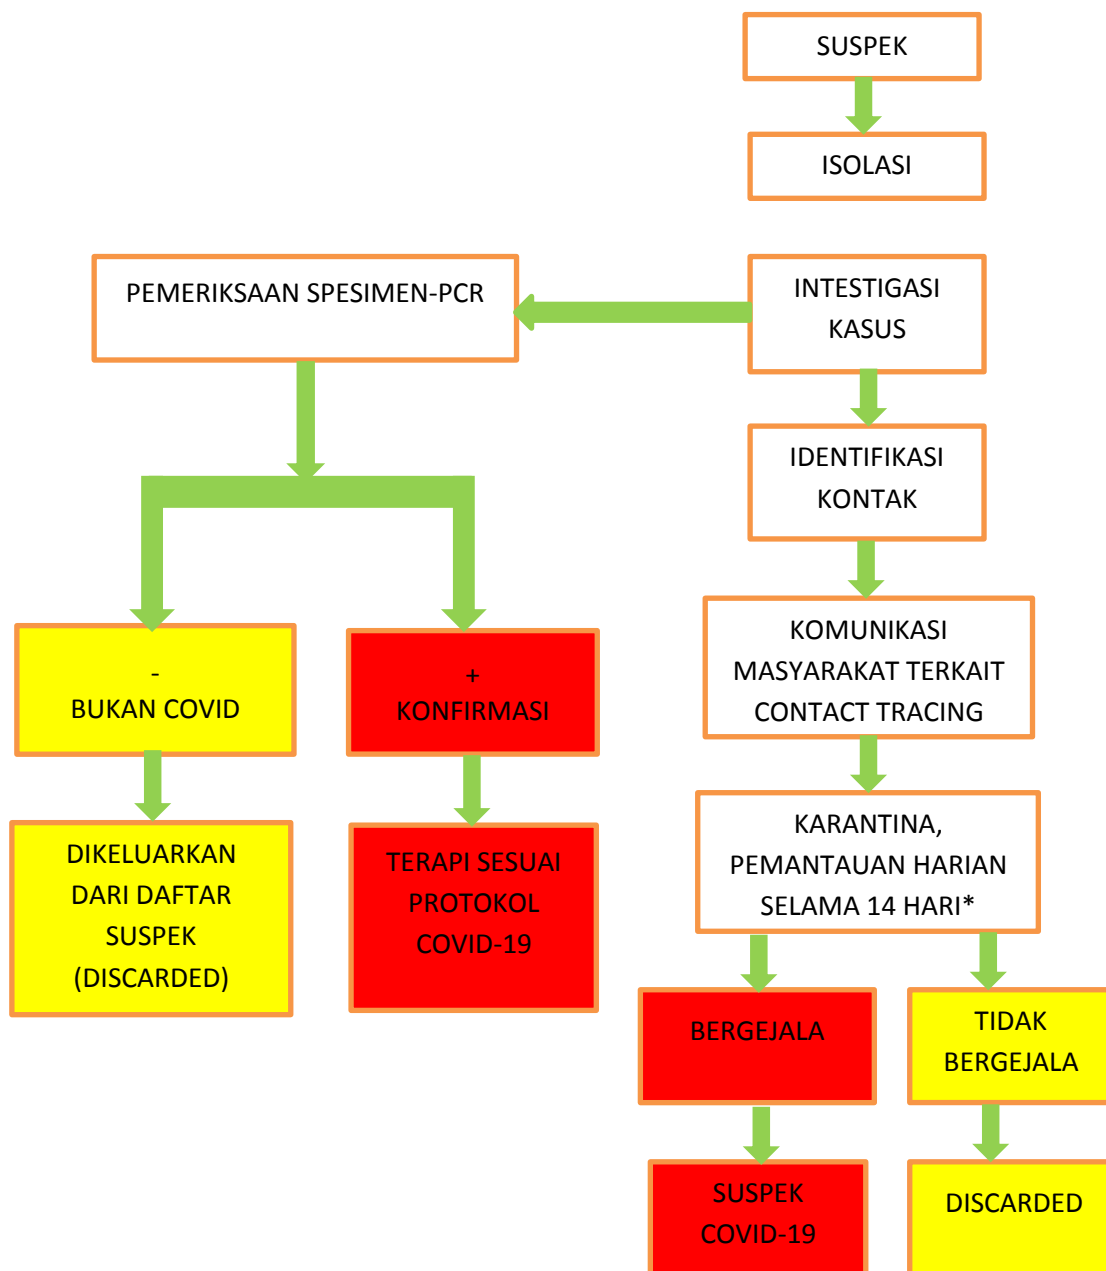 SUSPEK
ISOLASI
PEMERIKSAAN SPESIMEN-PCR
INTESTIGASI
KASUS
IDENTIFIKASI
KONTAK
KOMUNIKASI
MASYARAKAT TERKAIT
CONTACT TRACING
-
BUKAN COVID
+
KONFIRMASI
KARANTINA,
PEMANTAUAN HARIAN
SELAMA 14 HARI*
DIKELUARKAN
DARI DAFTAR
SUSPEK
(DISCARDED)
TERAPI SESUAI
PROTOKOL
COVID-19
BERGEJALA
TIDAK
BERGEJALA
SUSPEK
COVID-19
DISCARDED